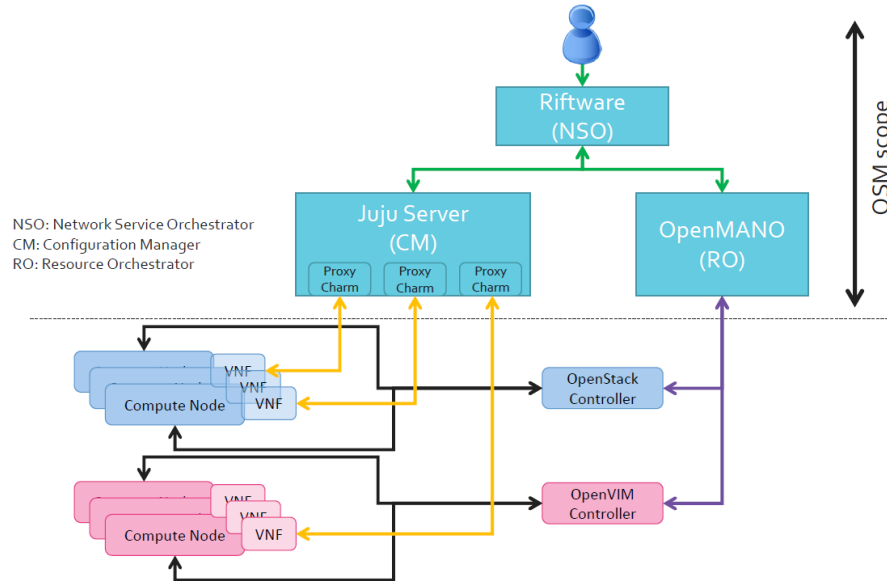 Riftware
(NSO)
OSM scope
Juju Server
(CM)
Proxy
Charm
Proxy
Charm
Proxy
Charm
OpenMANO
(RO)
NSO: Network Service Orchestrator
CM: Configuration Manager
RO: Resource Orchestrator
VNF
VNF
VNF
Compute Node
OpenStack
Controller
VNF
VNF
VNF
Compute Node
OpenVIM
Controller